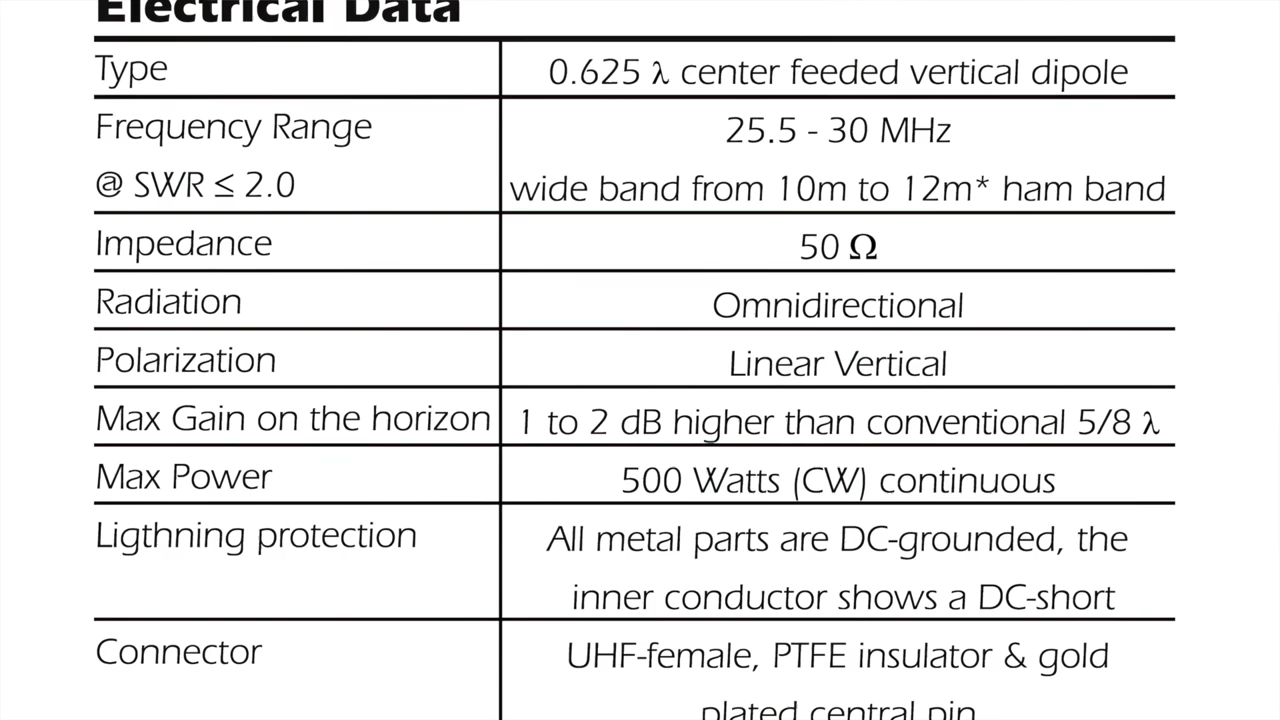 Electrical Data
Type
0.625 λ center feeded vertical dipole
Frequency Range
25.5 - 30 MHz
@ SWR ≤ 2.0
wide band from 10m to 12m* ham band
Impedance
50 Ω
Radiation
Omnidirectional
Polarization
Linear Vertical
Max Gain on the horizon
1 to 2 dB higher than conventional 5/8 λ
Max Power
500 Watts (CW) continuous
Ligthning protection
All metal parts are DC-grounded, the
inner conductor shows a DC-short
Connector
UHF-female, PTFE insulator & gold
plated central pin